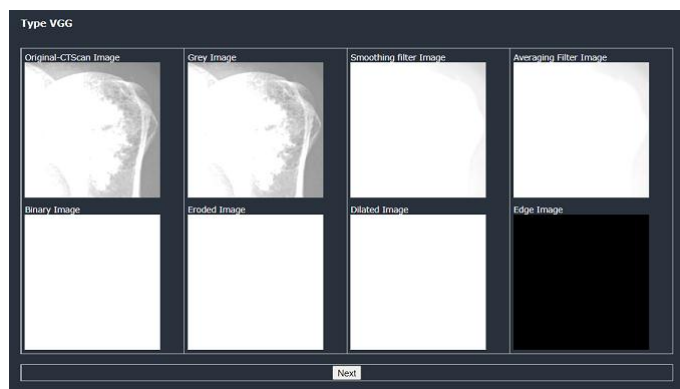 Type VGG
Original-CTScan Image
Grey Image
Smoothing filter Image
Averaging Filter Image
Binary Image
Eroded Image
Dilated Image
Edge Image
Next